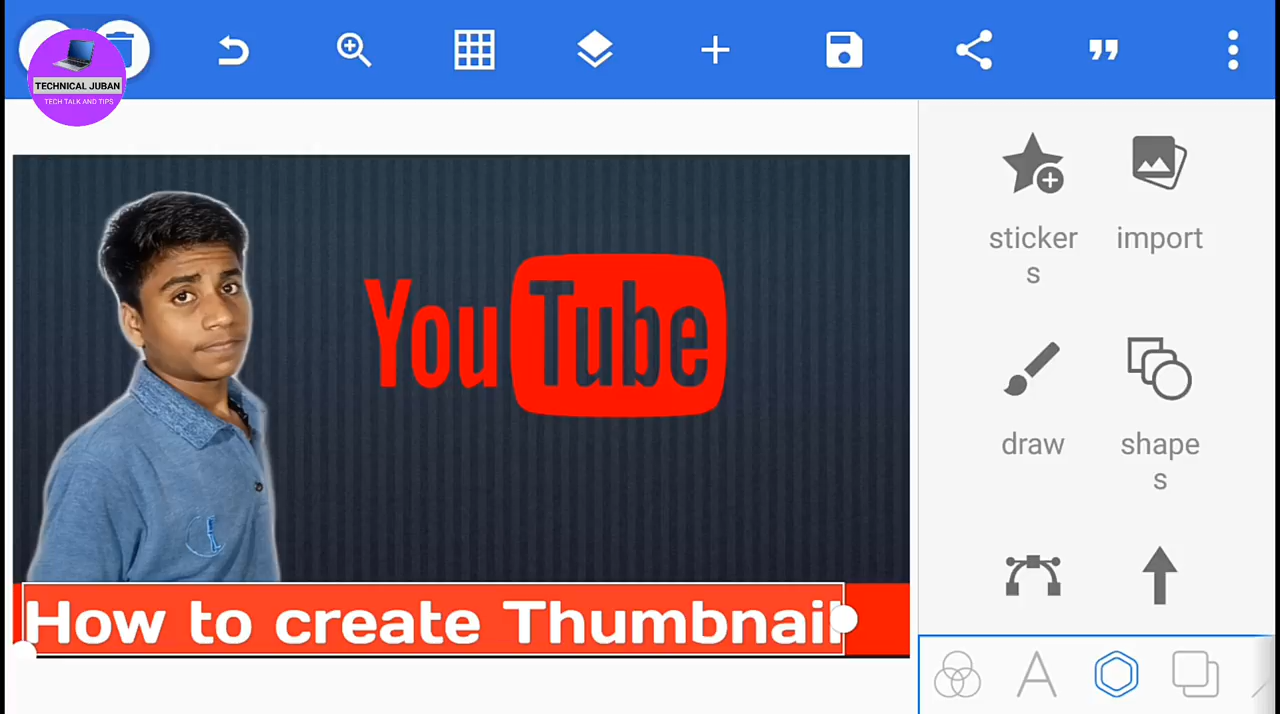 TECHNICAL JUBAN
TECH TALK AND TIPS
sticker
s
import
YouTube
draw
shape
s
How to create Thumbnail